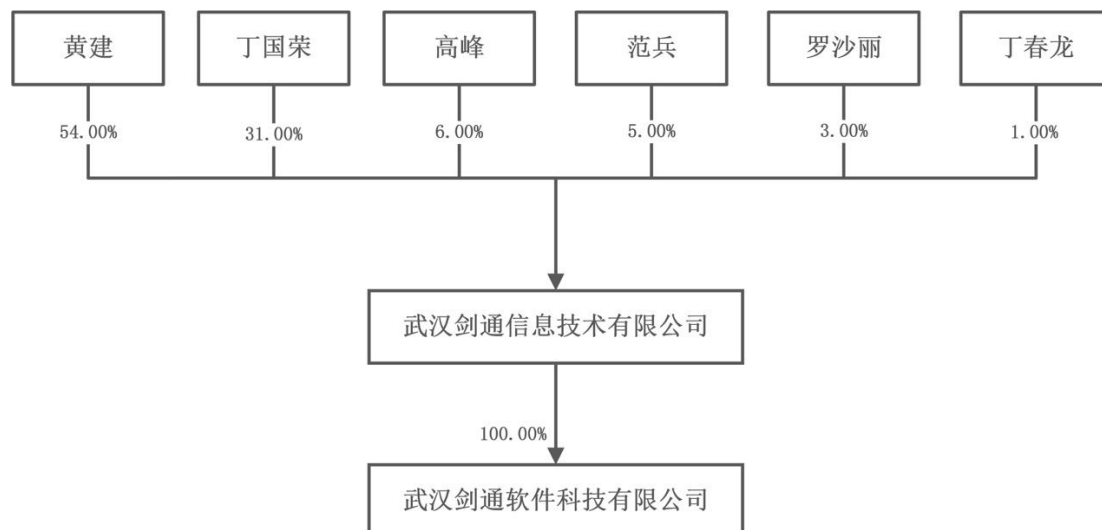 黄建 丁国荣 高峰 范兵 罗沙丽 丁春龙
54.00% 31.00% 6.00% 5.00% 3.00% 1.00%
武汉剑通信息技术有限公司
100.00%
武汉剑通软件科技有限公司